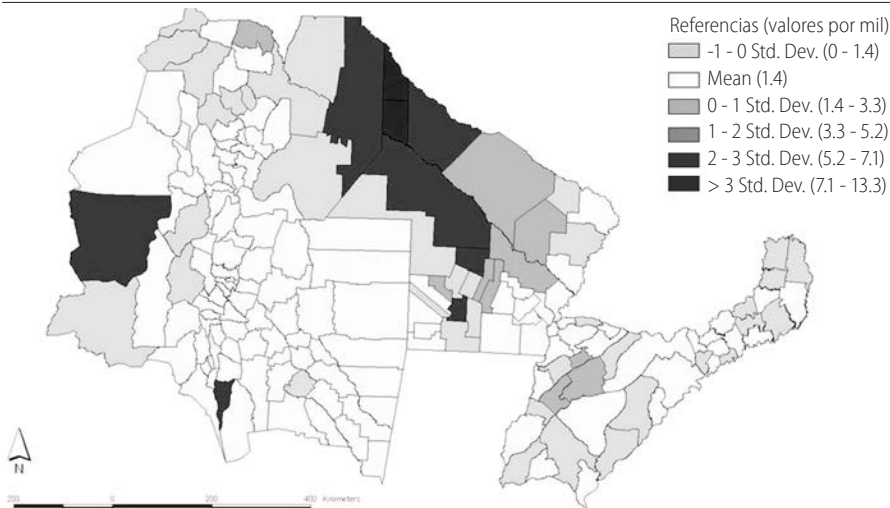 Referencias (valores por mil)
-1 - 0 Std. Dev. (0 - 1.4)
Mean (1.4)
0 - 1 Std. Dev. (1.4 - 3.3)
1 - 2 Std. Dev. (3.3 - 5.2)
2 - 3 Std. Dev. (5.2 - 7.1)
> 3 Std. Dev. (7.1 - 13.3)
N
200 0 200 400 Kilometers